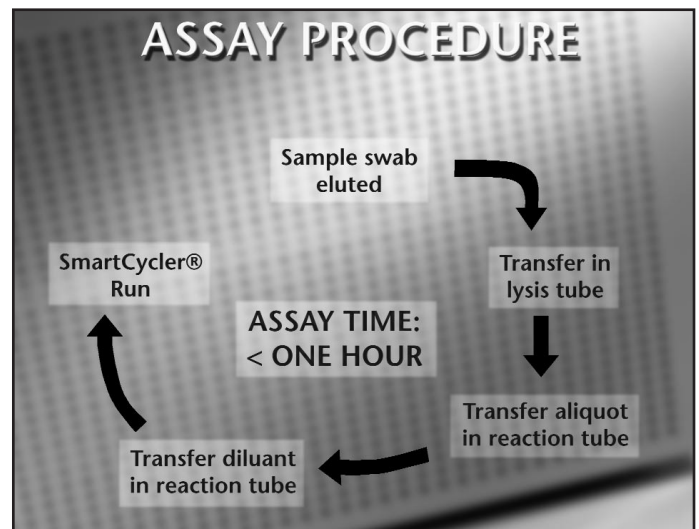 ASSAY PROCEDURE
Sample swab
eluted
Transfer in
lysis tube
Transfer aliquot
in reaction tube
Transfer diluant
in reaction tube
SmartCycler®
Run
ASSAY TIME:
< ONE HOUR